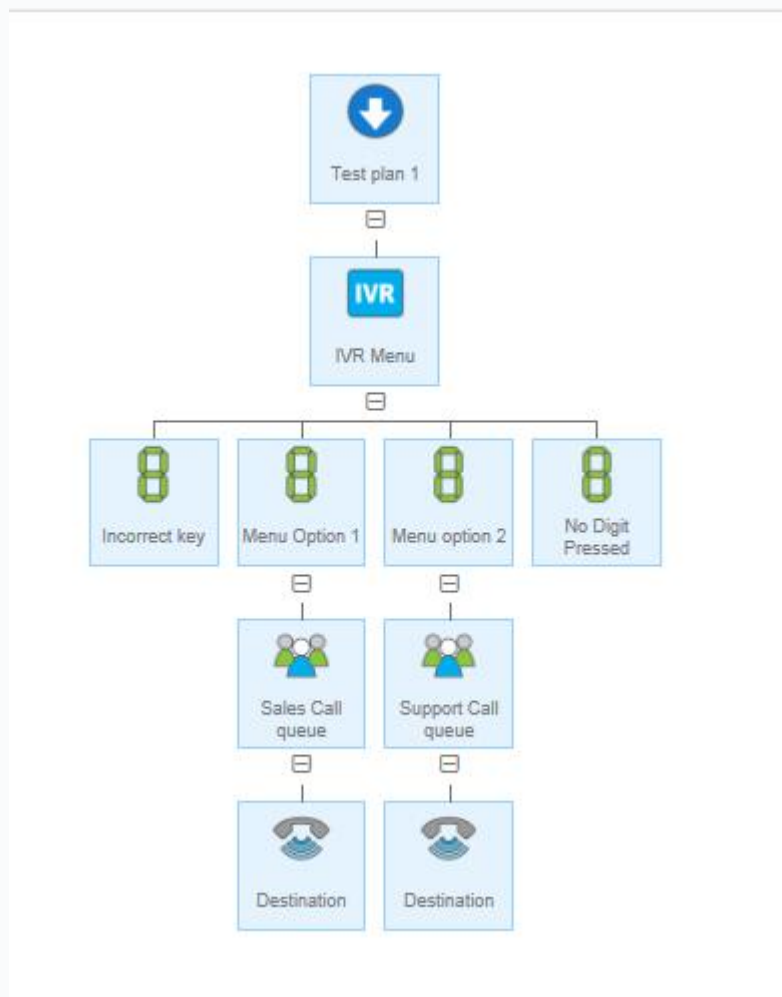 Test plan 1
IVR
IVR Menu
Incorrect key
Menu Option 1
Menu option 2
No Digit
Pressed
Sales Call
queue
Support Call
queue
Destination
Destination